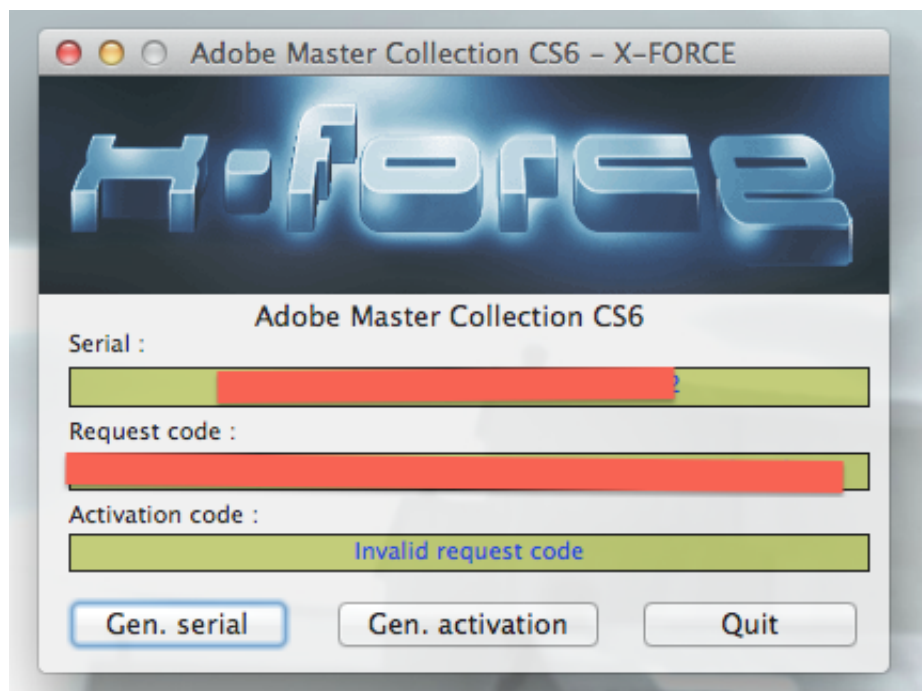 Adobe Master Collection CS6 – X-FORCE
x-force
Adobe Master Collection CS6
Serial :
2
Request code :
Activation code :
Invalid request code
Gen. serial Gen. activation Quit